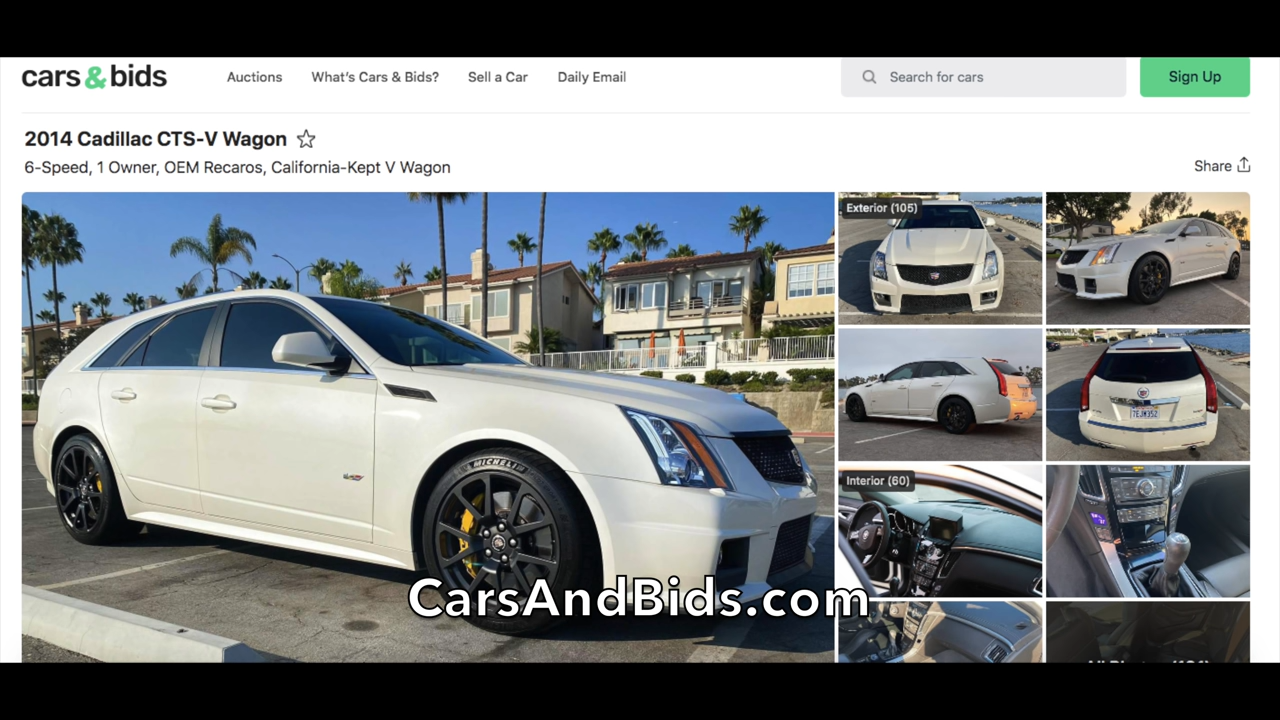 cars & bids
Auctions
What's Cars & Bids?
Sell a Car
Daily Email
Search for cars
Sign Up
2014 Cadillac CTS-V Wagon
6-Speed, 1 Owner, OEM Recaros, California-Kept V Wagon
Share
Exterior (105)
Interior (60)
MICHELIN
CarsAndBids.com